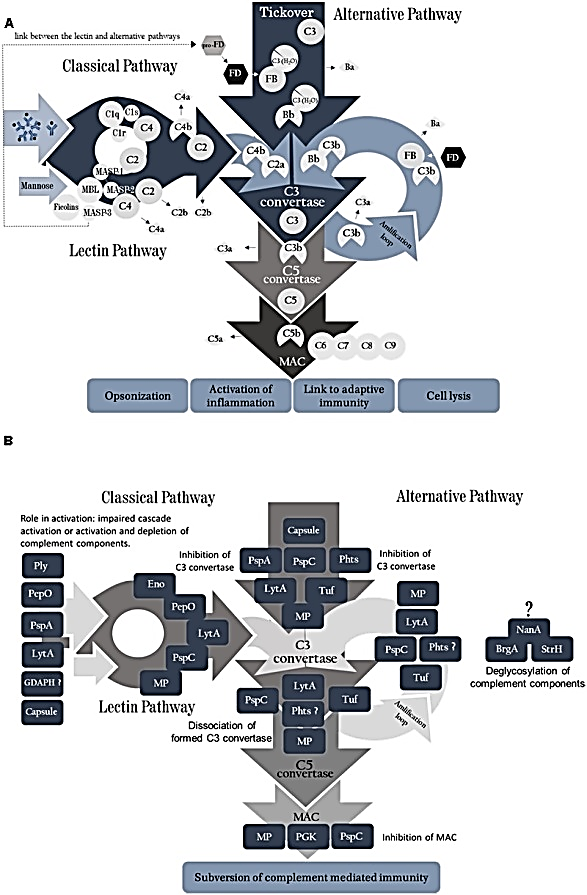 A
Tickover
Alternative Pathway
link between the lectin and alternative pathways
pro-FD
C3
Classical Pathway
FD
C3 (H₂O)
FB
Ba
C4a
C3 (H₂O)
Bb
C1q
C1s
C1r
C4
C4b
C2
C4b
C2a
Bb
C3b
Ba
FB
FD
C3b
C2
MASP-1
Mannose
MBL
MASP-2
C2
C3
convertase
Ficolins
MASP-3
C4
C2b
C2b
C4a
C3
C3a
C3b
Amlification
loop
Lectin Pathway
C3a
C3b
C5
convertase
C5
C5a
C5b
MAC
C6
C7
C8
C9
Opsonization
Activation of
inflammation
Link to adaptive
immunity
Cell lysis
B
Classical Pathway
Alternative Pathway
Role in activation: impaired cascade
activation or activation and depletion of
complement components.
Capsule
Inhibition of
C3 convertase
PspA
PspC
Phts
Inhibition of
C3 convertase
Ply
PepO
PspA
LytA
GDAPH ?
Capsule
Eno
PepO
LytA
PspC
MP
LytA
Tuf
MP
C3
convertase
MP
LytA
PspC
Phts ?
Tuf
?
NanA
BrgA
StrH
Deglycosylation of
complement components
Lectin Pathway
LytA
PspC
Phts ?
Tuf
MP
Dissociation of
formed C3 convertase
Amlification
loop
C5
convertase
MAC
MP
PGK
PspC
Inhibition of MAC
Subversion of complement mediated immunity